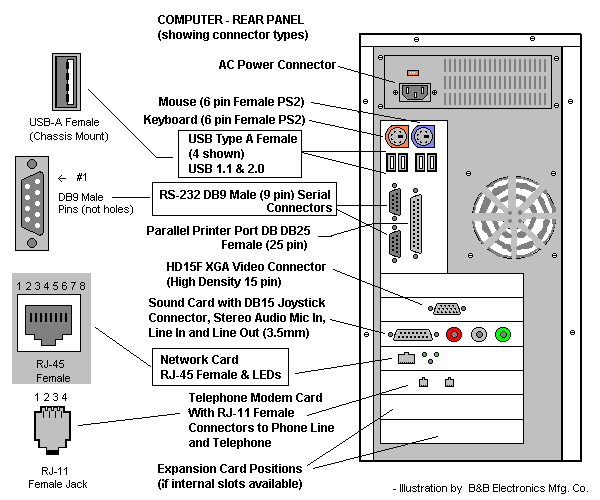 COMPUTER - REAR PANEL
(showing connector types)
AC Power Connector
USB-A Female
(Chassis Mount)
Mouse (6 pin Female PS2)
Keyboard (6 pin Female PS2)
USB Type A Female
(4 shown)
USB 1.1 & 2.0
← #1
DB9 Male
Pins (not holes)
RS-232 DB9 Male (9 pin) Serial
Connectors
Parallel Printer Port DB DB25
Female (25 pin)
HD15F XGA Video Connector
(High Density 15 pin)
1 2 3 4 5 6 7 8
RJ-45
Female
Sound Card with DB15 Joystick
Connector, Stereo Audio Mic In,
Line In and Line Out (3.5mm)
Network Card
RJ-45 Female & LEDs
1 2 3 4
RJ-11
Female Jack
Telephone Modem Card
With RJ-11 Female
Connectors to Phone Line
and Telephone
Expansion Card Positions
(if internal slots available)
- Illustration by B&B Electronics Mfg. Co.